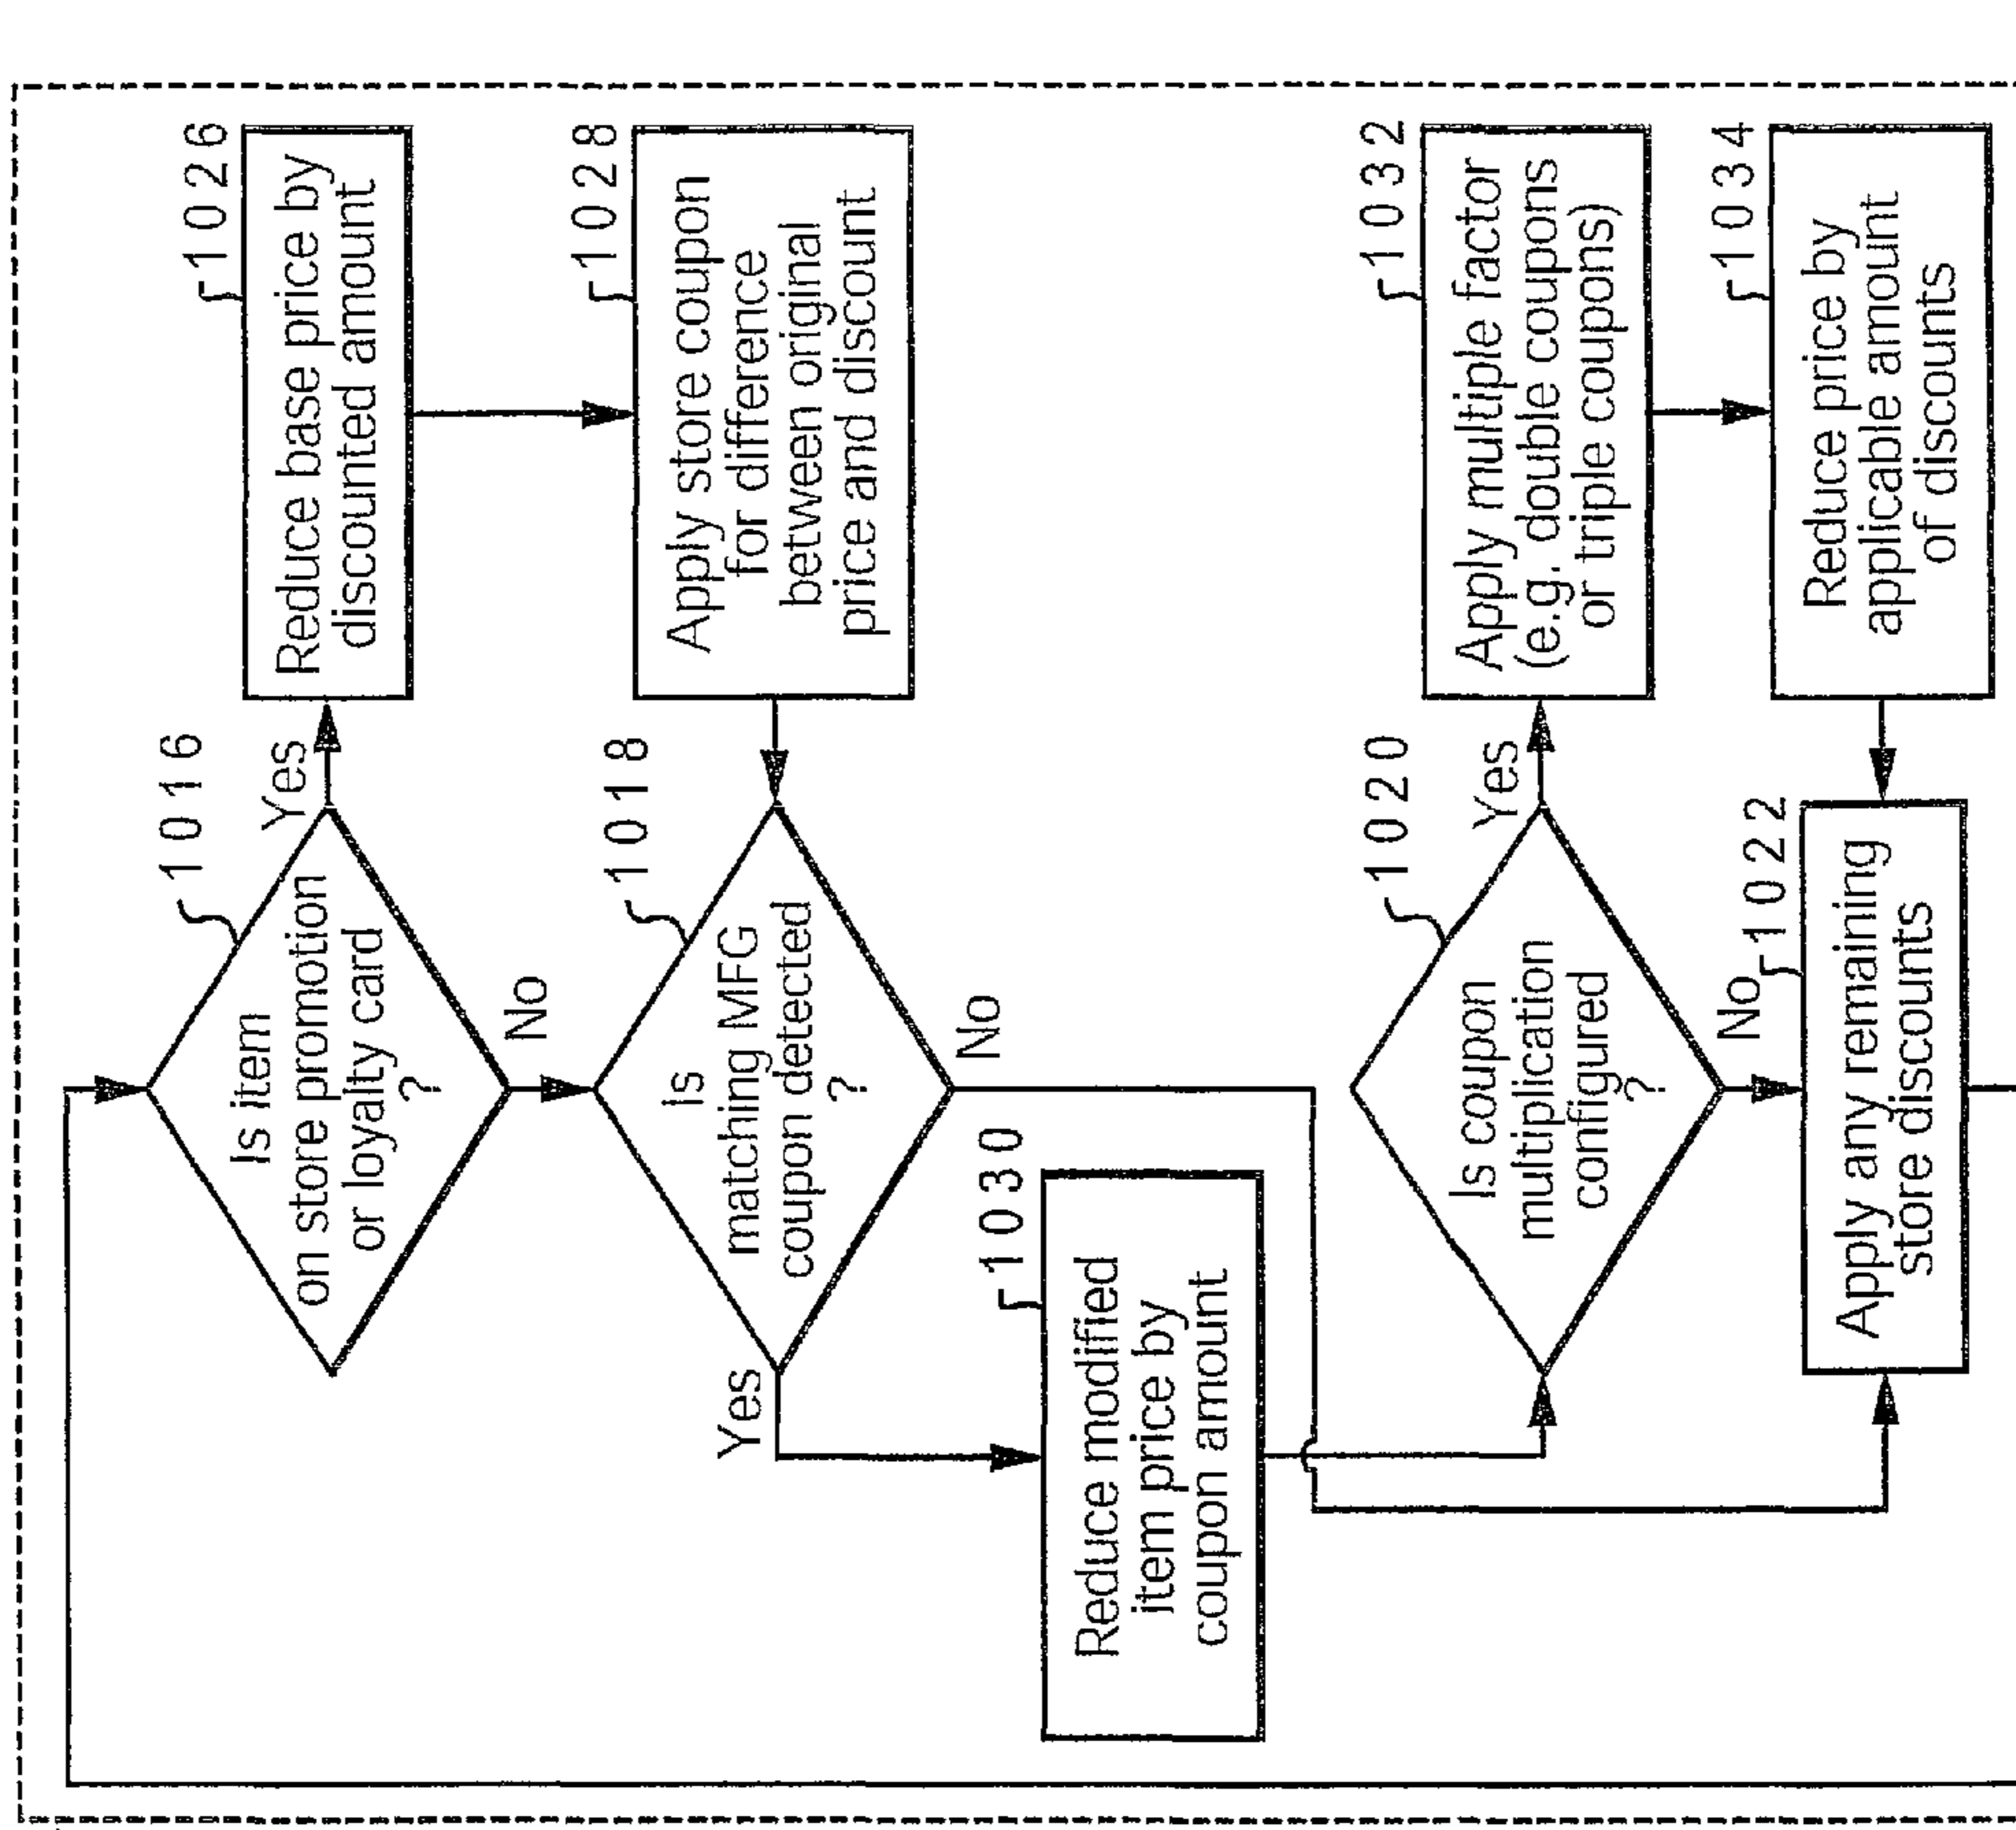 1016
Is item
on store promotion
or loyalty card
?
Yes
No
1026
Reduce base price by
discounted amount
1028
Apply store coupon
for difference
between original
price and discount
1018
Is
matching MFG
coupon detected
?
Yes
No
1030
Reduce modified
item price by
coupon amount
1020
Is coupon
multiplication
configured
?
Yes
No
1032
Apply multiple factor
(e.g. double coupons
or triple coupons)
1034
Reduce price by
applicable amount
of discounts
1022
Apply any remaining
store discounts